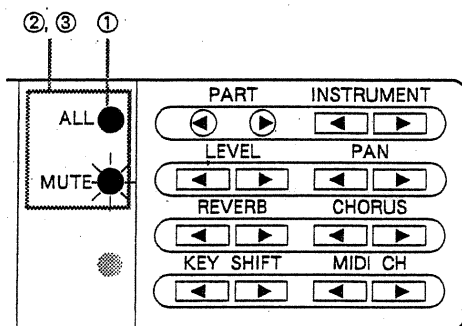 ②, ③ ①
PART INSTRUMENT
ALL
LEVEL PAN
MUTE
REVERB CHORUS
KEY SHIFT MIDI CH